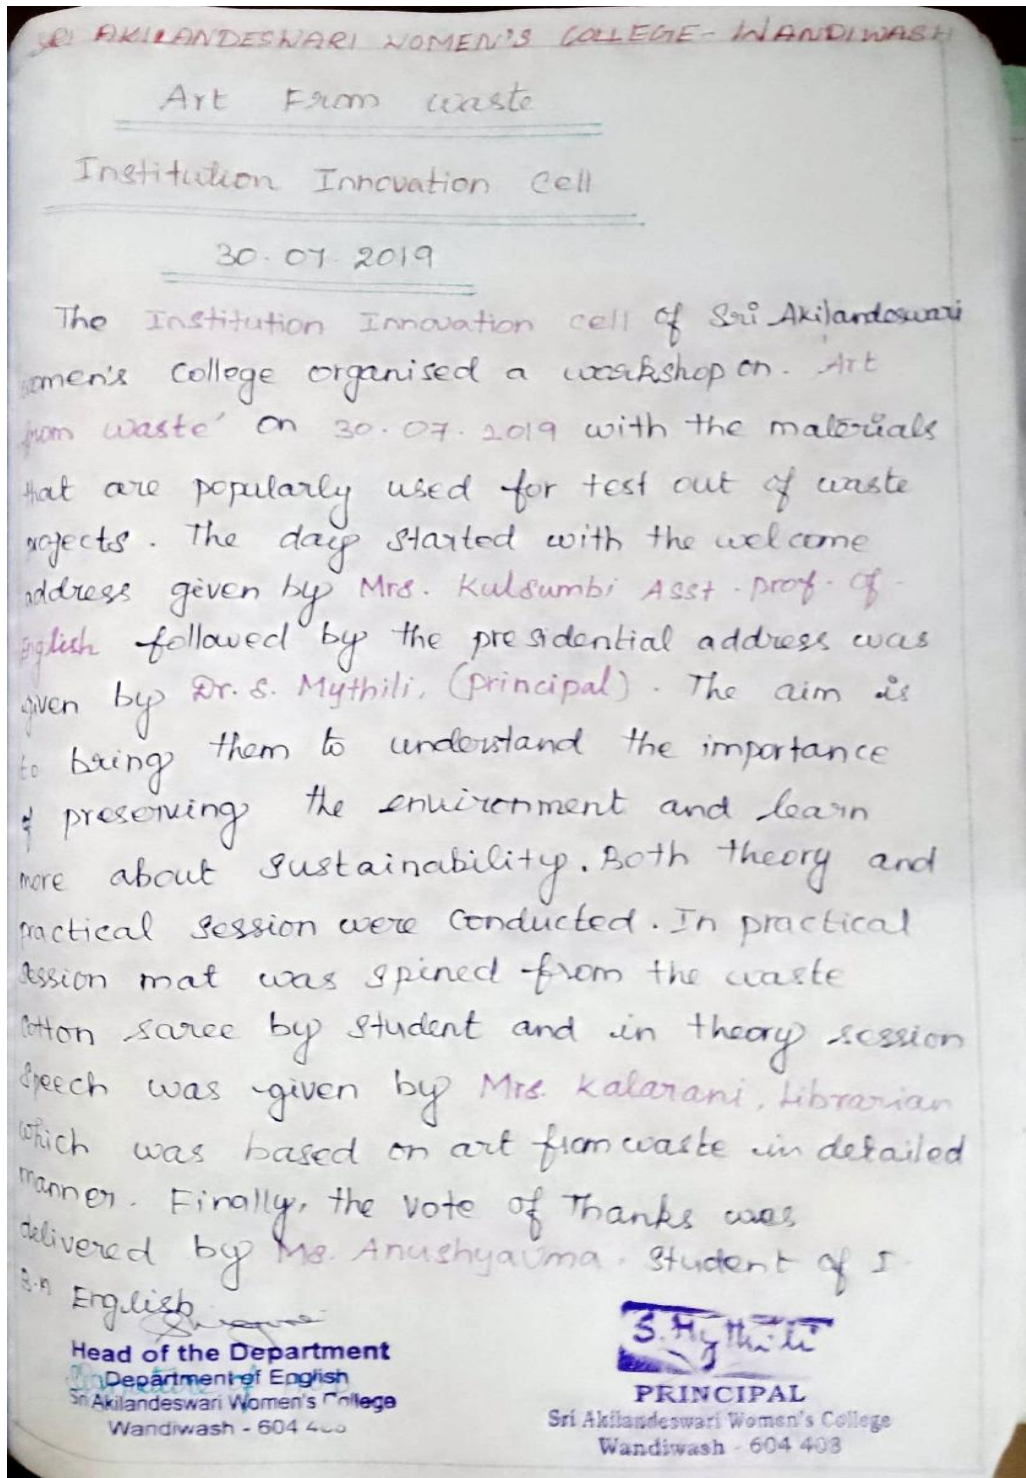 SRI AKILANDESWARI WOMEN'S COLLEGE - WANDIWASH
Art From waste
Institution Innovation Cell
30.07.2019
The Institution Innovation cell of Sri Akilandeswari
women's College organised a workshop on. Art
from waste' on 30.07.2019 with the materials
that are popularly used for test out of waste
rojects. The day started with the welcome
address given by Mrs. Kulsumbi Asst. prof. of
English followed by the presidential address was
given by Dr. S. Mythili, (principal). The aim is
to bring them to understand the importance
of preserving the environment and learn
more about sustainability. Both theory and
practical session were conducted. In practical
session mat was spined from the waste
Cotton saree by student and in theory session
Speech was given by Mrs. Kalarani, Librarian
which was based on art from waste in detailed
manner. Finally, the vote of Thanks was
delivered by Ms. Anushyauma. Student of I
English
Head of the Department
Department of English
Sri Akilandeswari Women's College
Wandiwash - 604
S. Mythili
PRINCIPAL
Sri Akilandeswari Women's College
Wandiwash - 604 408